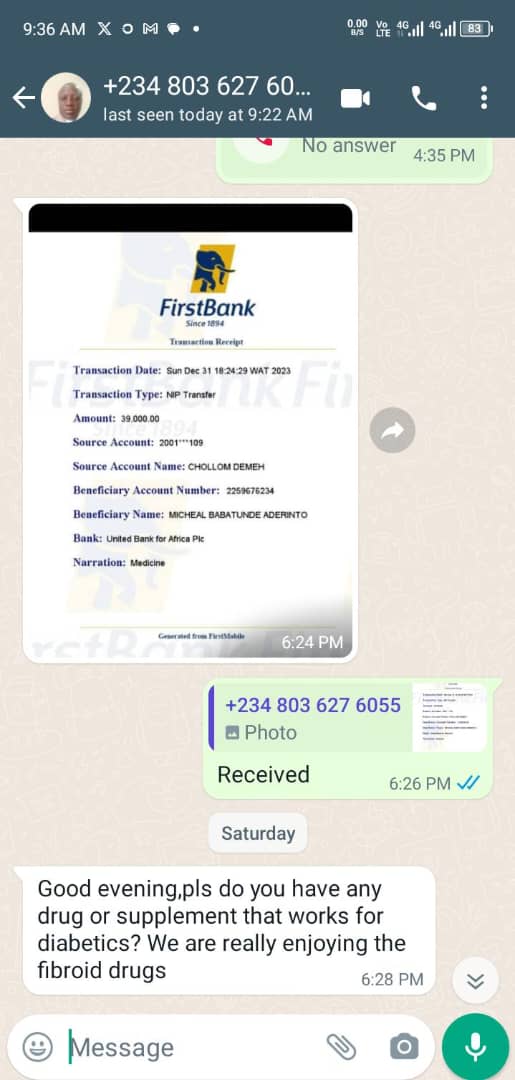 9:36 AM
0.00 B/S Vo LTE 4G 4G 83
+234 803 627 60...
last seen today at 9:22 AM
No answer
4:35 PM
FirstBank
Since 1894
Transaction Receipt
Transaction Date: Sun Dec 31 18:24:29 WAT 2023
Transaction Type: NIP Transfer
Amount: 39,000.00
Source Account: 2001***109
Source Account Name: CHOLLOM DEMEH
Beneficiary Account Number: 2259676234
Beneficiary Name: MICHEAL BABATUNDE ADERINTO
Bank: United Bank for Africa Plc
Narration: Medicine
Generated from FirstMobile
6:24 PM
+234 803 627 6055
Photo
Received
6:26 PM
Saturday
Good evening,pls do you have any
drug or supplement that works for
diabetics? We are really enjoying the
fibroid drugs
6:28 PM
Message